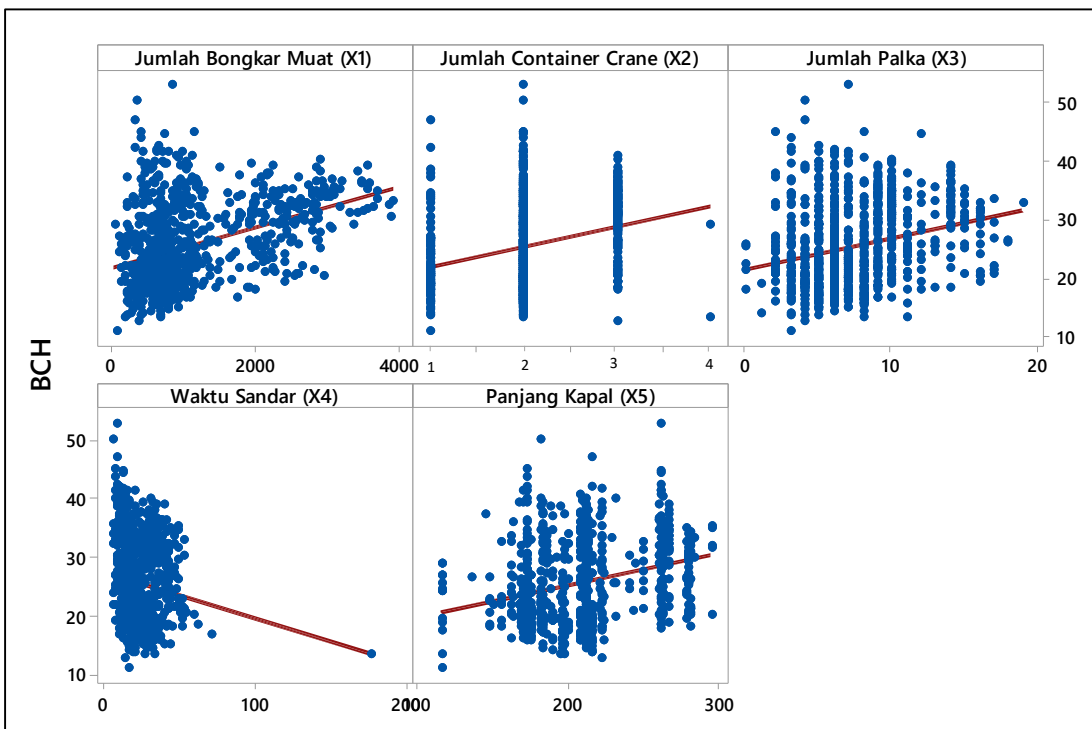 Jumlah Bongkar Muat (X1) Jumlah Container Crane (X2) Jumlah Palka (X3)
50
40
30
20
10
0 2000 4000 1 2 3 4 0 10 20
BCH
Waktu Sandar (X4) Panjang Kapal (X5)
50
40
30
20
10
0 100 200 100 200 300